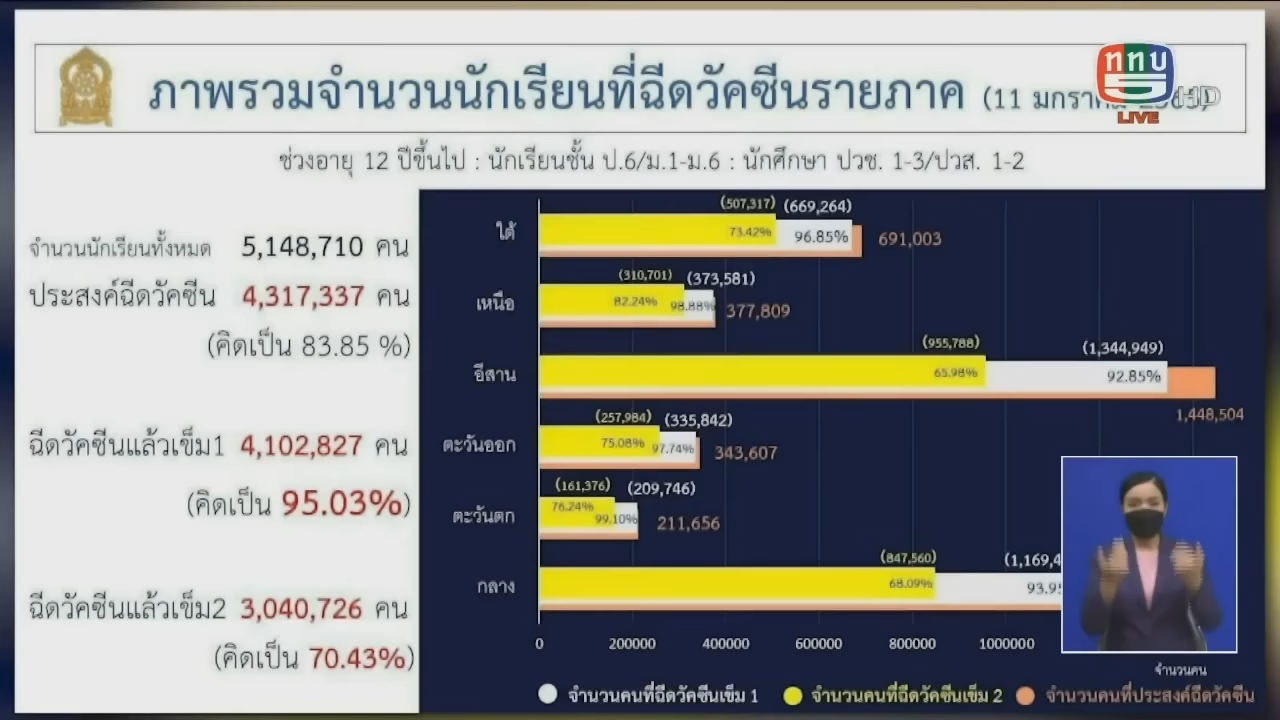 ภาพรวมจำนวนนักเรียนที่ฉีดวัคซีนรายภาค (11
ททบ
5
HD
LIVE
ช่วงอายุ 12 ปีขึ้นไป : นักเรียนชั้น ป.6/ม.1-ม.6 : นักศึกษา ปวช. 1-3/ปวส. 1-2
จำนวนนักเรียนทั้งหมด 5,148,710 คน
ประสงค์ฉีดวัคซีน 4,317,337 คน
(คิดเป็น 83.85 %)
ฉีดวัคซีนแล้วเข็ม1 4,102,827 คน
(คิดเป็น 95.03%)
ฉีดวัคซีนแล้วเข็ม2 3,040,726 คน
(คิดเป็น 70.43%)
(507,317) (669,264)
ใต้ 73.42% 96.85% 691,003
(310,701) (373,581)
เหนือ 82.24% 98.88% 377,809
(955,788) (1,344,949)
อีสาน 65.98% 92.85%
1,448,504
(257,984) (335,842)
ตะวันออก 75.08% 97.74% 343,607
(161,376) (209,746)
ตะวันตก 76.24% 99.10% 211,656
(847,560) (1,169,4
กลาง 68.09% 93.95
0 200000 400000 600000 800000 1000000
จำนวนคน
จำนวนคนที่ฉีดวัคซีนเข็ม 1 จำนวนคนที่ฉีดวัคซีนเข็ม 2 จำนวนคนที่ประสงค์ฉีดวัคซีน